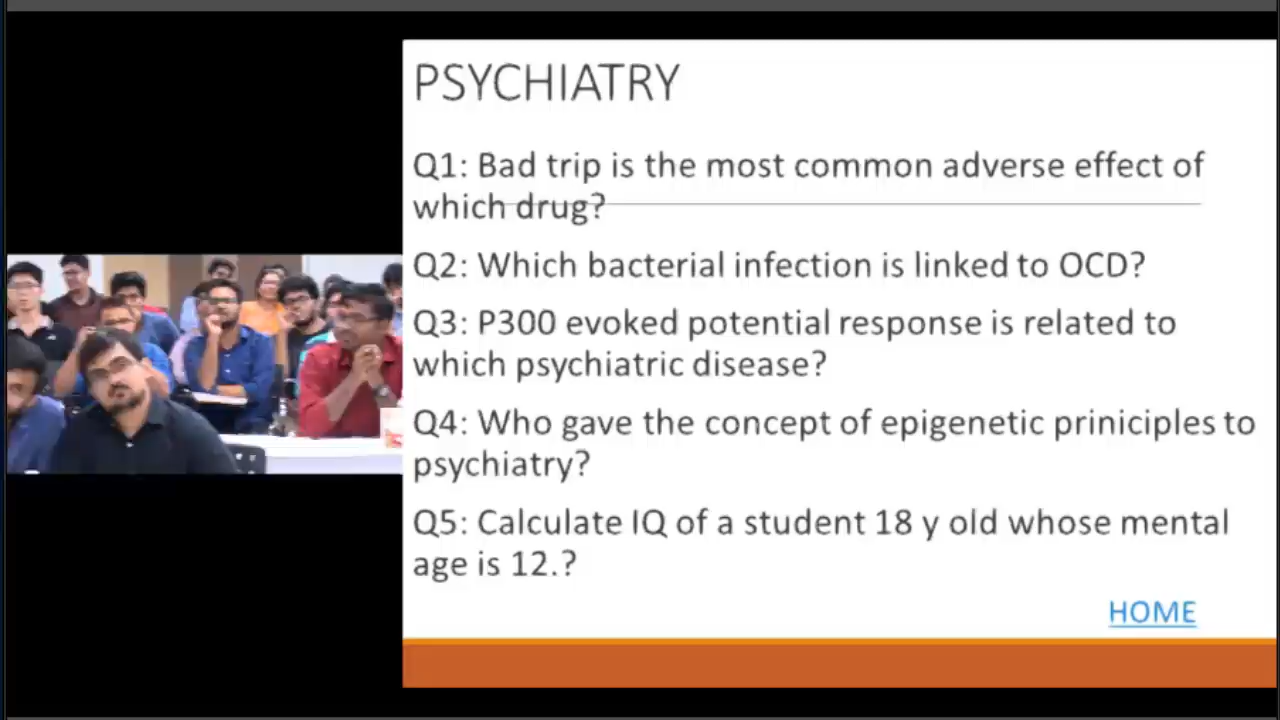 PSYCHIATRY
Q1: Bad trip is the most common adverse effect of
which drug?
Q2: Which bacterial infection is linked to OCD?
Q3: P300 evoked potential response is related to
which psychiatric disease?
Q4: Who gave the concept of epigenetic priniciples to
psychiatry?
Q5: Calculate IQ of a student 18 y old whose mental
age is 12.?
HOME